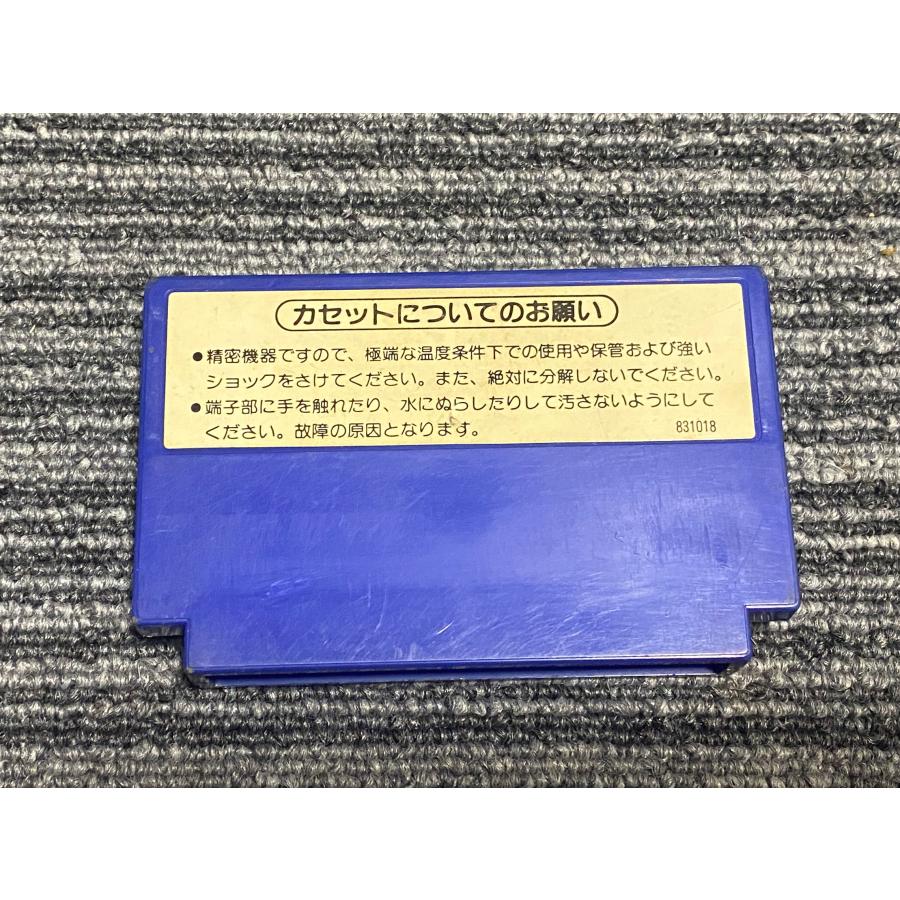 カセットについてのお願い
●精密機器ですので、極端な温度条件下での使用や保管および強い
ショックをさけてください。また、絶対に分解しないでください。
●端子部に手を触れたり、水にぬらしたりして汚さないようにして
ください。故障の原因となります。
831018